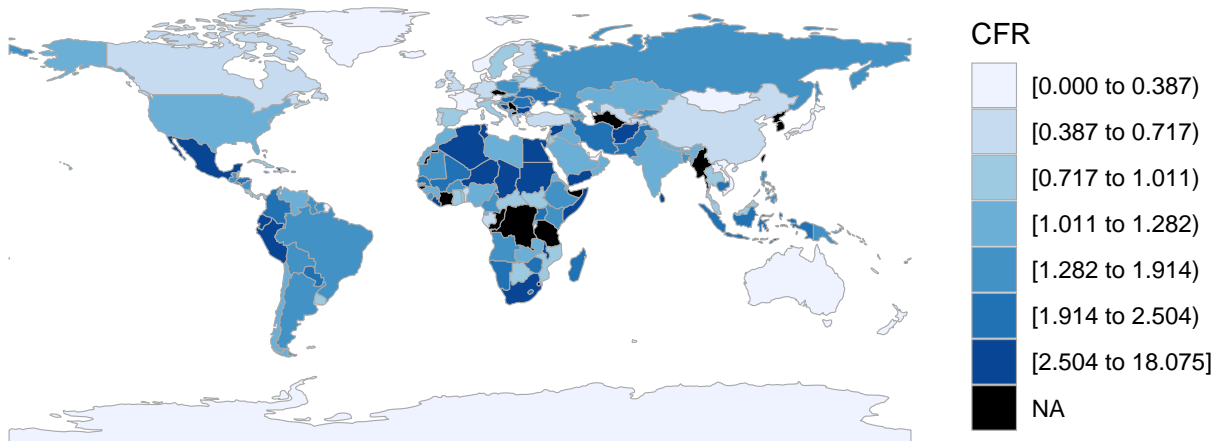 CFR
[0.000 to 0.387)
[0.387 to 0.717)
[0.717 to 1.011)
[1.011 to 1.282)
[1.282 to 1.914)
[1.914 to 2.504)
[2.504 to 18.075]
NA